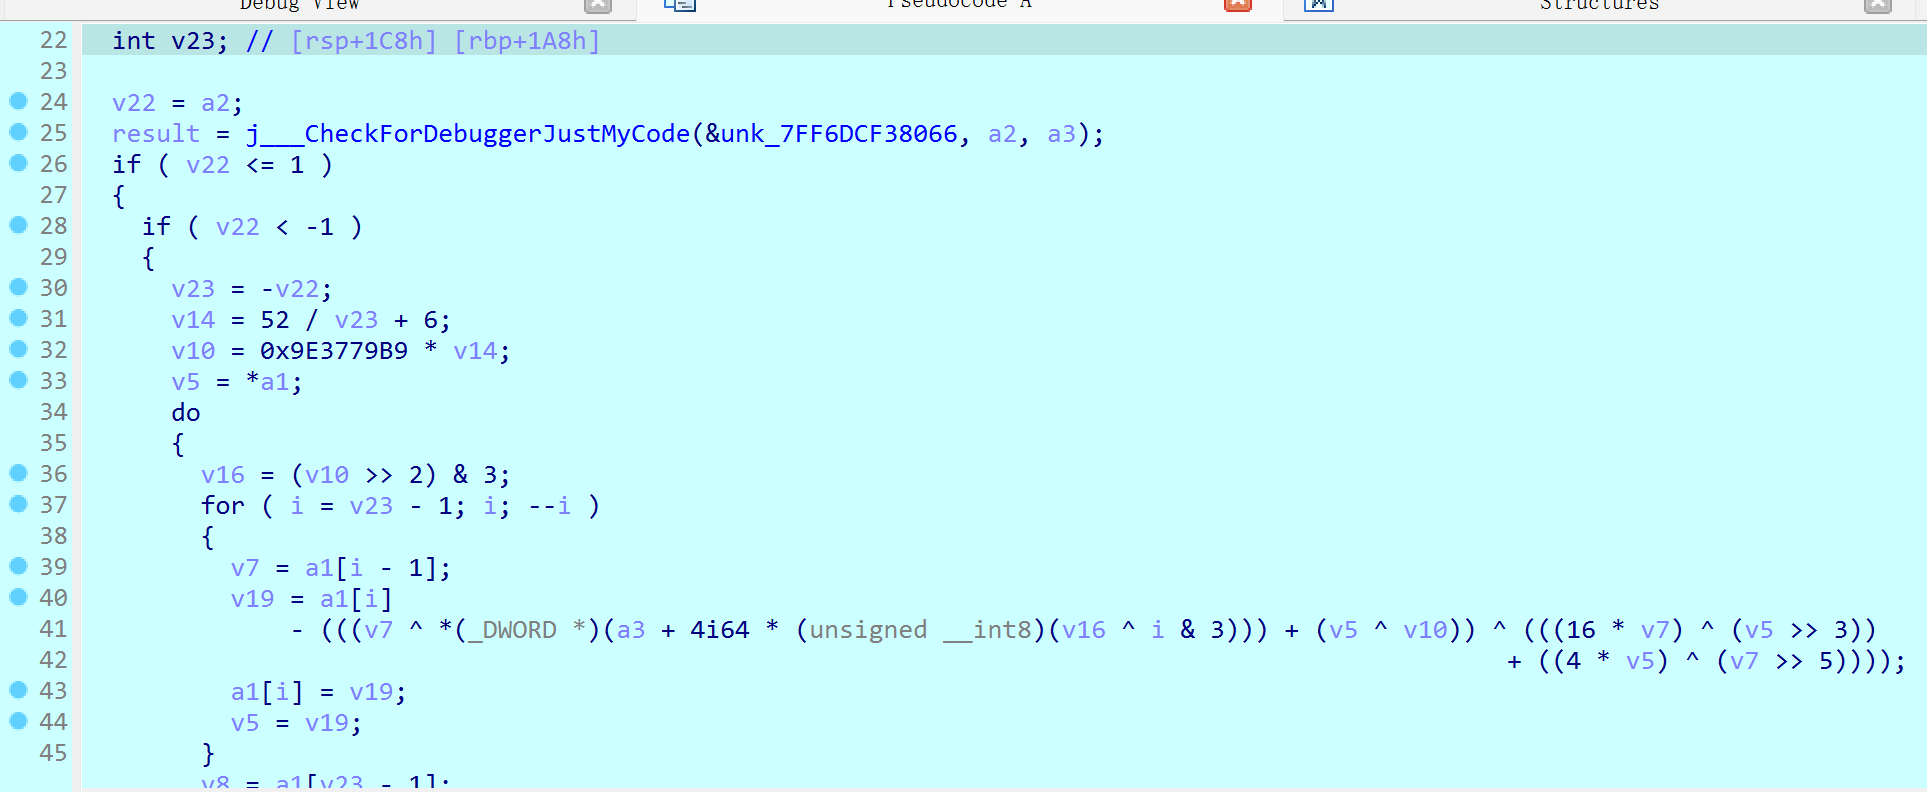 Debug View Pseudocode A Structures
22 int v23; // [rsp+1C8h] [rbp+1A8h]
23
24 v22 = a2;
25 result = j___CheckForDebuggerJustMyCode(&unk_7FF6DCF38066, a2, a3);
26 if ( v22 <= 1 )
27 {
28 if ( v22 < -1 )
29 {
30 v23 = -v22;
31 v14 = 52 / v23 + 6;
32 v10 = 0x9E3779B9 * v14;
33 v5 = *a1;
34 do
35 {
36 v16 = (v10 >> 2) & 3;
37 for ( i = v23 - 1; i; --i )
38 {
39 v7 = a1[i - 1];
40 v19 = a1[i]
41 - (((v7 ^ *(_DWORD *)(a3 + 4i64 * (unsigned __int8)(v16 ^ i & 3))) + (v5 ^ v10)) ^ (((16 * v7) ^ (v5 >> 3))
42 + ((4 * v5) ^ (v7 >> 5))));
43 a1[i] = v19;
44 v5 = v19;
45 }
v8 = a1[v23 - 1];